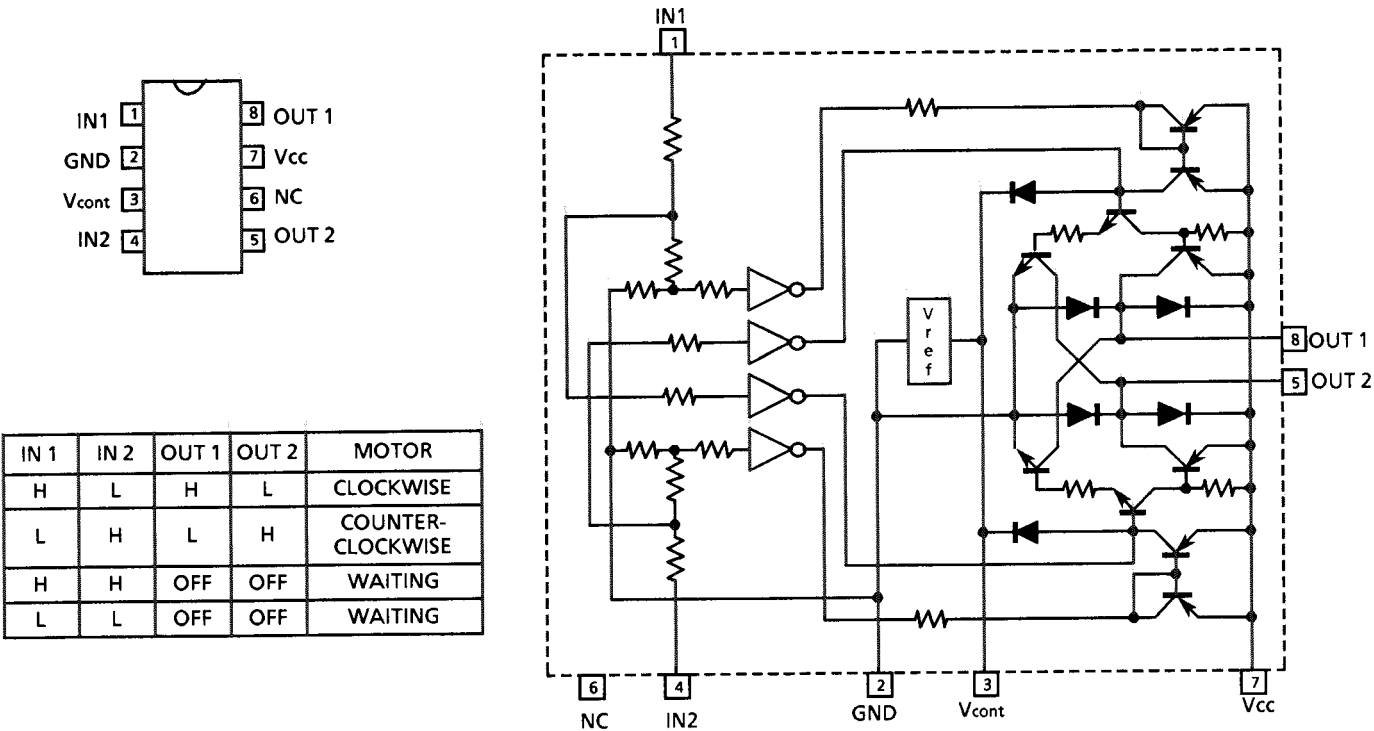 IN1
1
IN1 1 8 OUT 1
GND 2 7 Vcc
Vcont 3 6 NC
IN2 4 5 OUT 2
Vref
8 OUT 1
5 OUT 2
IN 1 IN 2 OUT 1 OUT 2 MOTOR
H L H L CLOCKWISE
L H L H COUNTER-
CLOCKWISE
H H OFF OFF WAITING
L L OFF OFF WAITING
6 4 2 3 7
NC IN2 GND Vcont Vcc